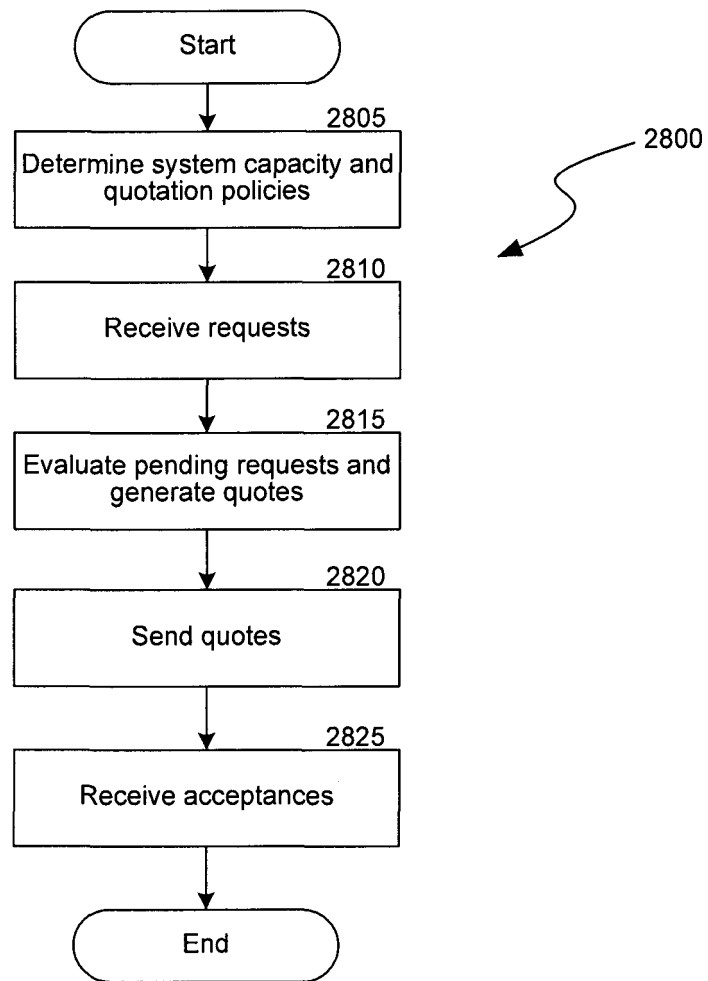 Start
2805
2800
Determine system capacity and
quotation policies
2810
Receive requests
2815
Evaluate pending requests and
generate quotes
2820
Send quotes
2825
Receive acceptances
End